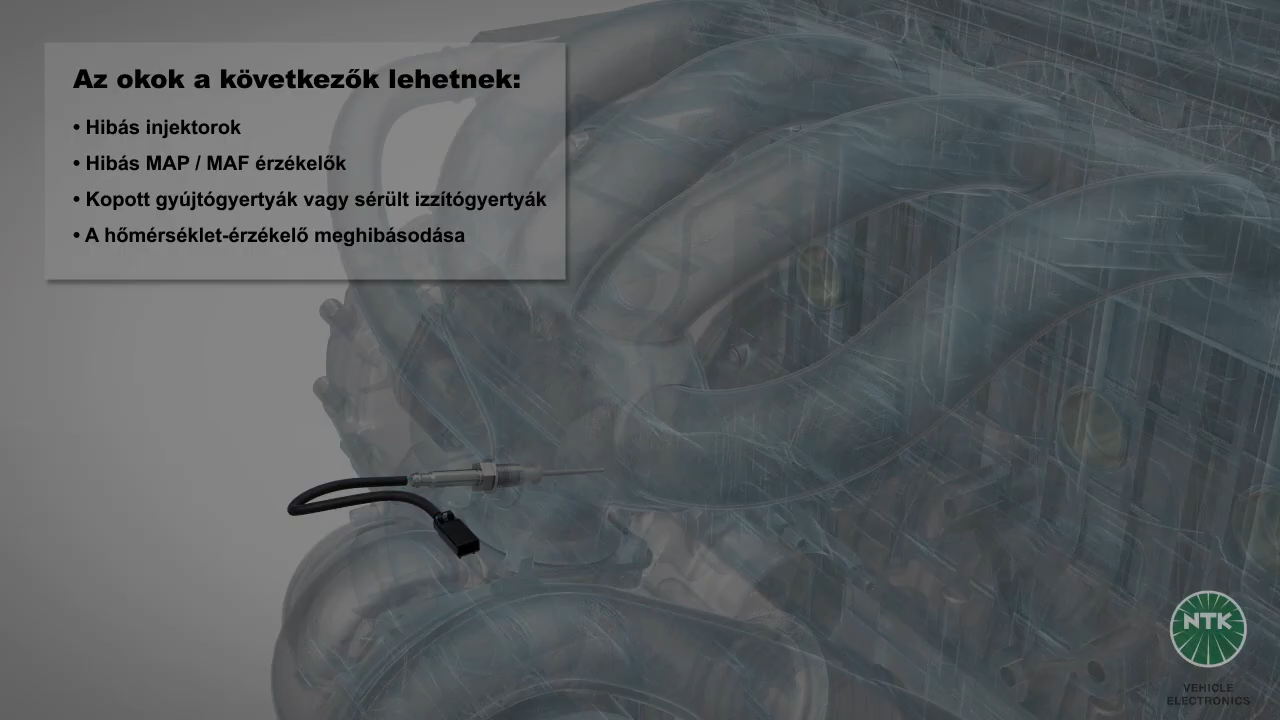 Az okok a következők lehetnek:
• Hibás injektorok
• Hibás MAP / MAF érzékelők
• Kopott gyújtógyertyák vagy sérült izzítógyertyák
• A hőmérséklet-érzékelő meghibásodása
NTK
VEHICLE
ELECTRONICS